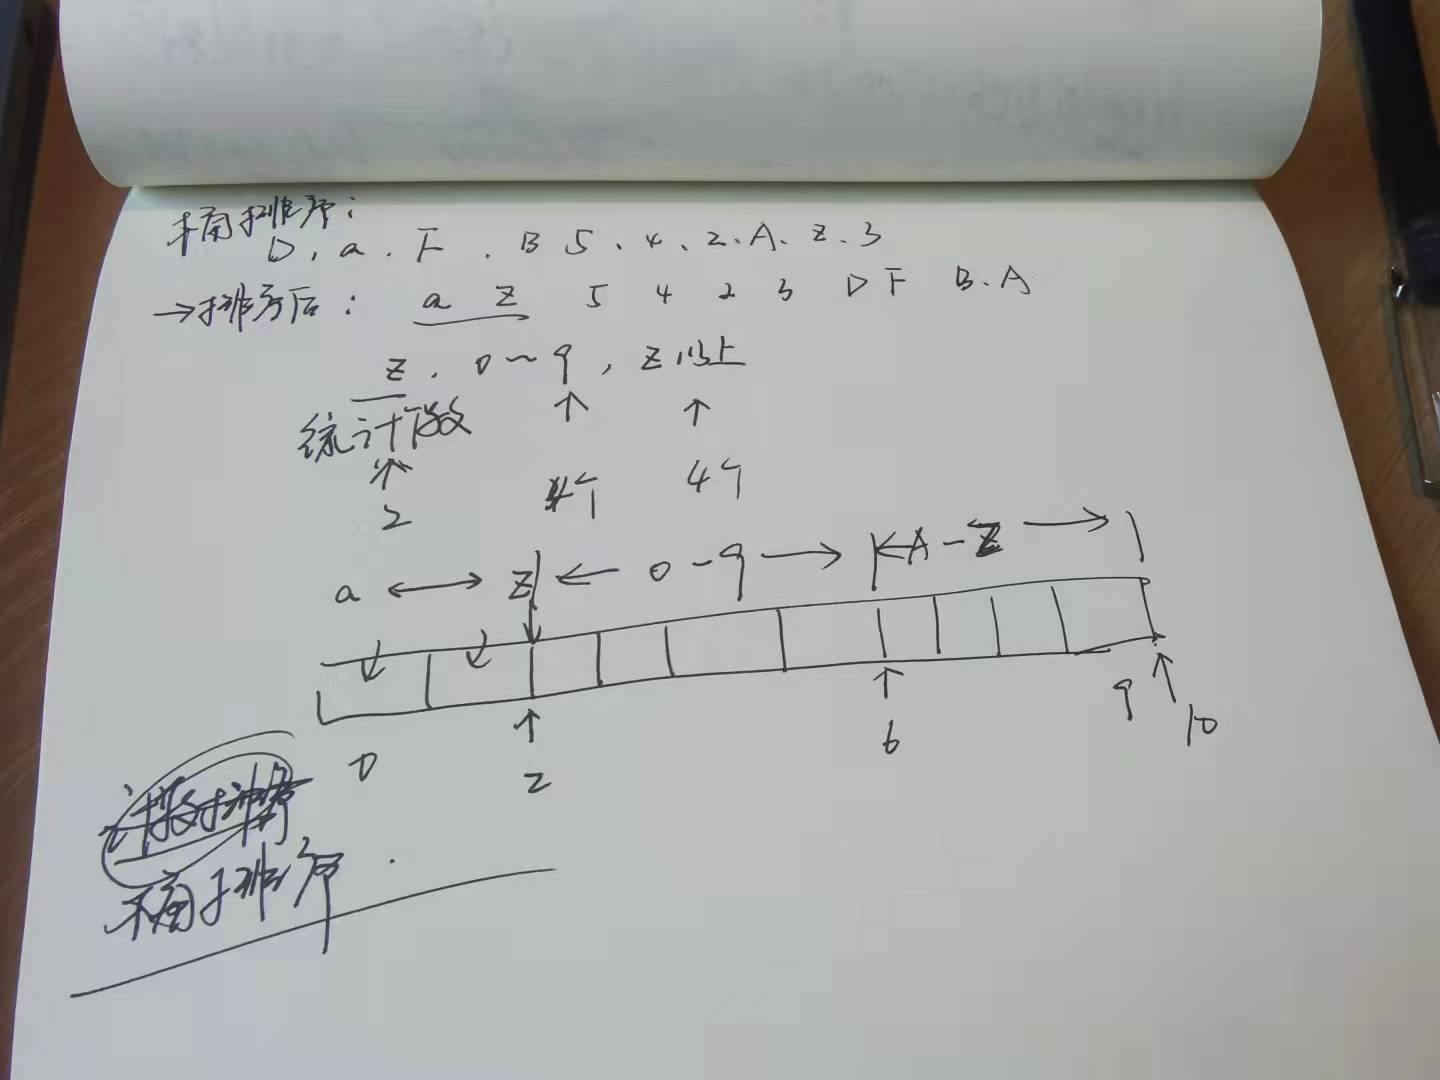 桶排序:
D, a. F. B 5、4、2. A、z、3
→排序后: a z 5 4 2 3 D F B. A
z. 0~9, Z以上
统计个数
2 4个 4个
a ←→ z ← 0-9 → ← A-Z →
0 2 6 9 10
计数排序
桶排序.